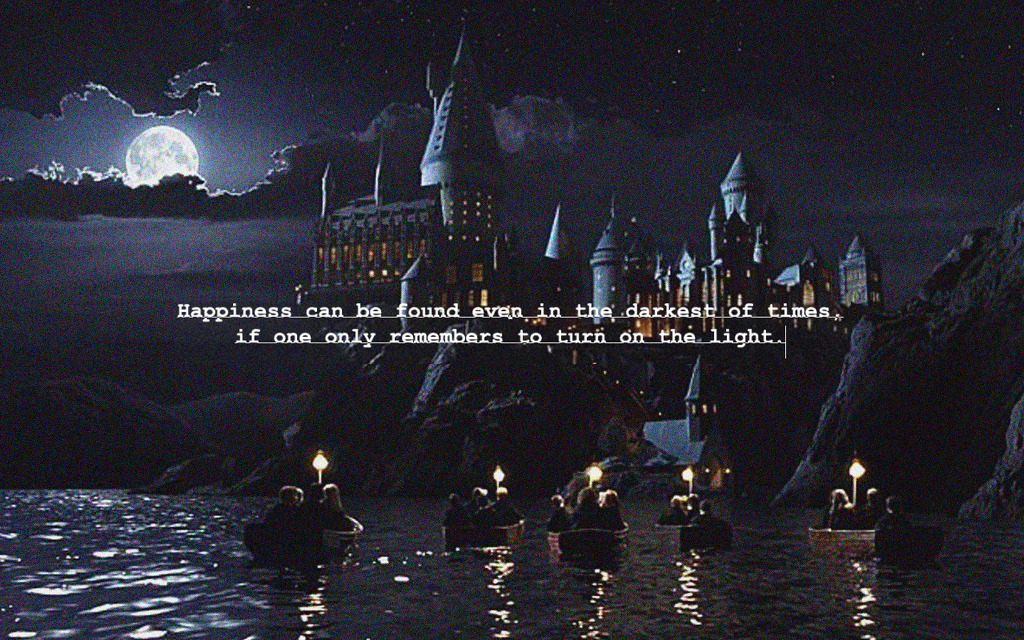 Happiness can be found even in the darkest of times,
if one only remembers to turn on the light.